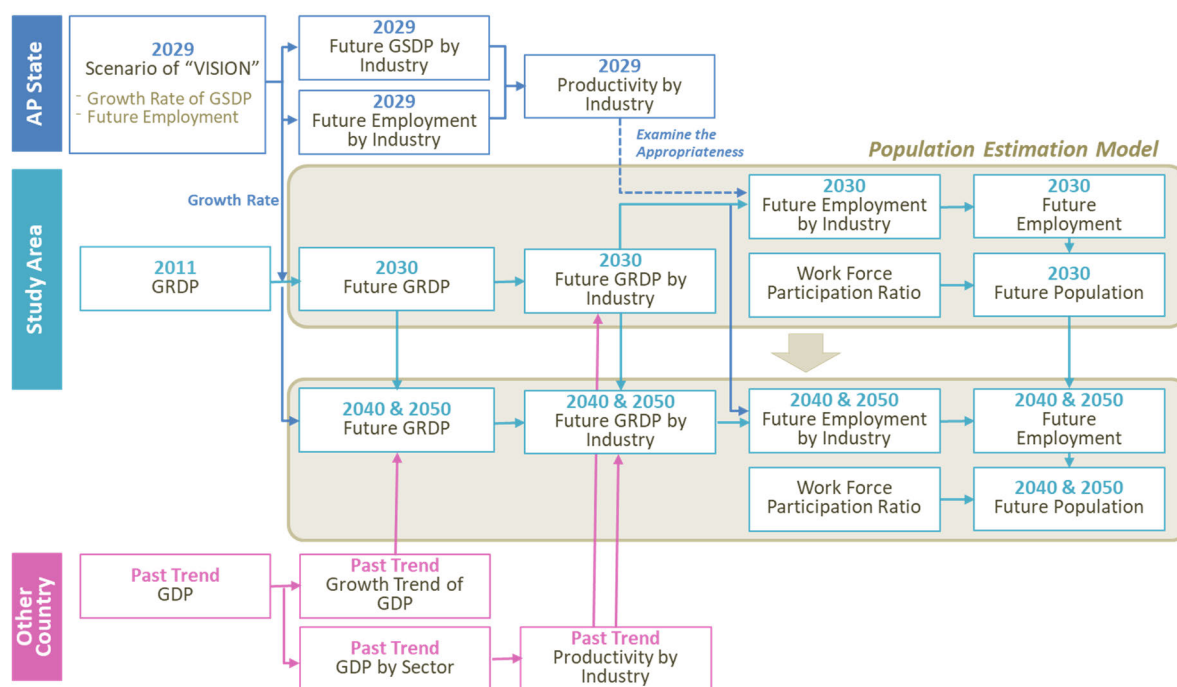 AP State
2029
Scenario of “VISION”
- Growth Rate of GSDP
- Future Employment
2029
Future GSDP by
Industry
2029
Future Employment
by Industry
2029
Productivity by
Industry
Examine the
Appropriateness
Population Estimation Model
Study Area
Growth Rate
2011
GRDP
2030
Future GRDP
2030
Future GRDP by
Industry
2030
Future Employment
by Industry
2030
Future
Employment
Work Force
Participation Ratio
2030
Future Population
2040 & 2050
Future GRDP
2040 & 2050
Future GRDP by
Industry
2040 & 2050
Future Employment
by Industry
2040 & 2050
Future
Employment
Work Force
Participation Ratio
2040 & 2050
Future Population
Other
Country
Past Trend
GDP
Past Trend
Growth Trend of
GDP
Past Trend
GDP by Sector
Past Trend
Productivity by
Industry